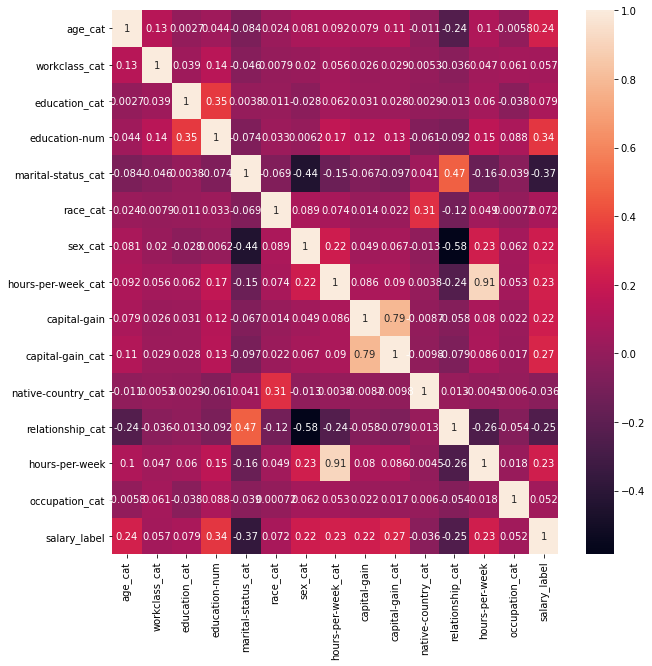 age_cat 1 0.13 0.0027 0.044 -0.084 0.024 0.081 0.092 0.079 0.11 -0.011 -0.24 -0.0058 0.24
workclass_cat 0.13 1 0.039 0.14 -0.046 0.0079 0.02 0.056 0.026 0.029 0.0053 -0.036 0.047 0.061 0.057
education_cat 0.0027 0.039 1 0.35 0.0038 0.011 -0.028 0.062 0.031 0.028 0.0029 -0.013 0.06 -0.038 0.079
education-num 0.044 0.14 0.35 1 -0.074 0.033 0.0062 0.17 0.12 0.13 -0.061 -0.092 0.15 0.088 0.34
marital-status_cat -0.084 -0.046 0.0038 -0.074 1 -0.069 -0.44 -0.15 -0.067 -0.097 0.041 0.47 -0.16 -0.039 -0.37
race_cat 0.024 0.0079 0.011 0.033 -0.069 1 0.089 0.074 0.014 0.022 0.31 -0.12 0.049 0.00072 0.072
sex_cat 0.081 0.02 -0.028 0.0062 -0.44 0.089 1 0.22 0.049 0.067 -0.013 -0.58 0.23 0.062 0.22
hours-per-week_cat 0.092 0.056 0.062 0.17 -0.15 0.074 0.22 1 0.086 0.09 0.0038 -0.24 0.91 0.053 0.23
capital-gain 0.079 0.026 0.031 0.12 -0.067 0.014 0.049 0.086 1 0.79 -0.0087 -0.058 0.08 0.022 0.22
capital-gain_cat 0.11 0.029 0.028 0.13 -0.097 0.022 0.067 0.09 0.79 1 -0.0098 -0.079 0.086 0.017 0.27
native-country_cat -0.011 0.0053 0.0029 -0.061 0.041 0.31 -0.013 0.0038 -0.0087 -0.0098 1 0.013 -0.0045 0.006 -0.036
relationship_cat -0.24 -0.036 -0.013 -0.092 0.47 -0.12 -0.58 -0.24 -0.058 -0.079 0.013 1 -0.26 -0.054 -0.25
hours-per-week 0.1 0.047 0.06 0.15 -0.16 0.049 0.23 0.91 0.08 0.086 -0.0045 -0.26 1 0.018 0.23
occupation_cat -0.0058 0.061 -0.038 0.088 -0.039 0.00072 0.062 0.053 0.022 0.017 0.006 -0.054 0.018 1 0.052
salary_label 0.24 0.057 0.079 0.34 -0.37 0.072 0.22 0.23 0.22 0.27 -0.036 -0.25 0.23 0.052 1
age_cat workclass_cat education_cat education-num marital-status_cat race_cat sex_cat hours-per-week_cat capital-gain capital-gain_cat native-country_cat relationship_cat hours-per-week occupation_cat salary_label
1.0
0.8
0.6
0.4
0.2
0.0
−0.2
−0.4